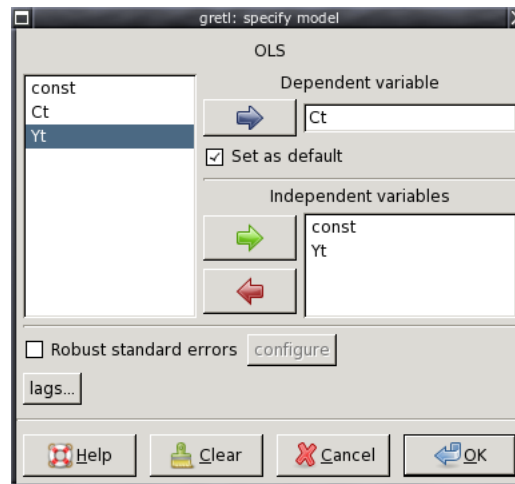 gretl: specify model
OLS
const
Ct
Yt
Dependent variable
Ct
Set as default
Independent variables
const
Yt
Robust standard errors configure
lags...
Help Clear Cancel OK